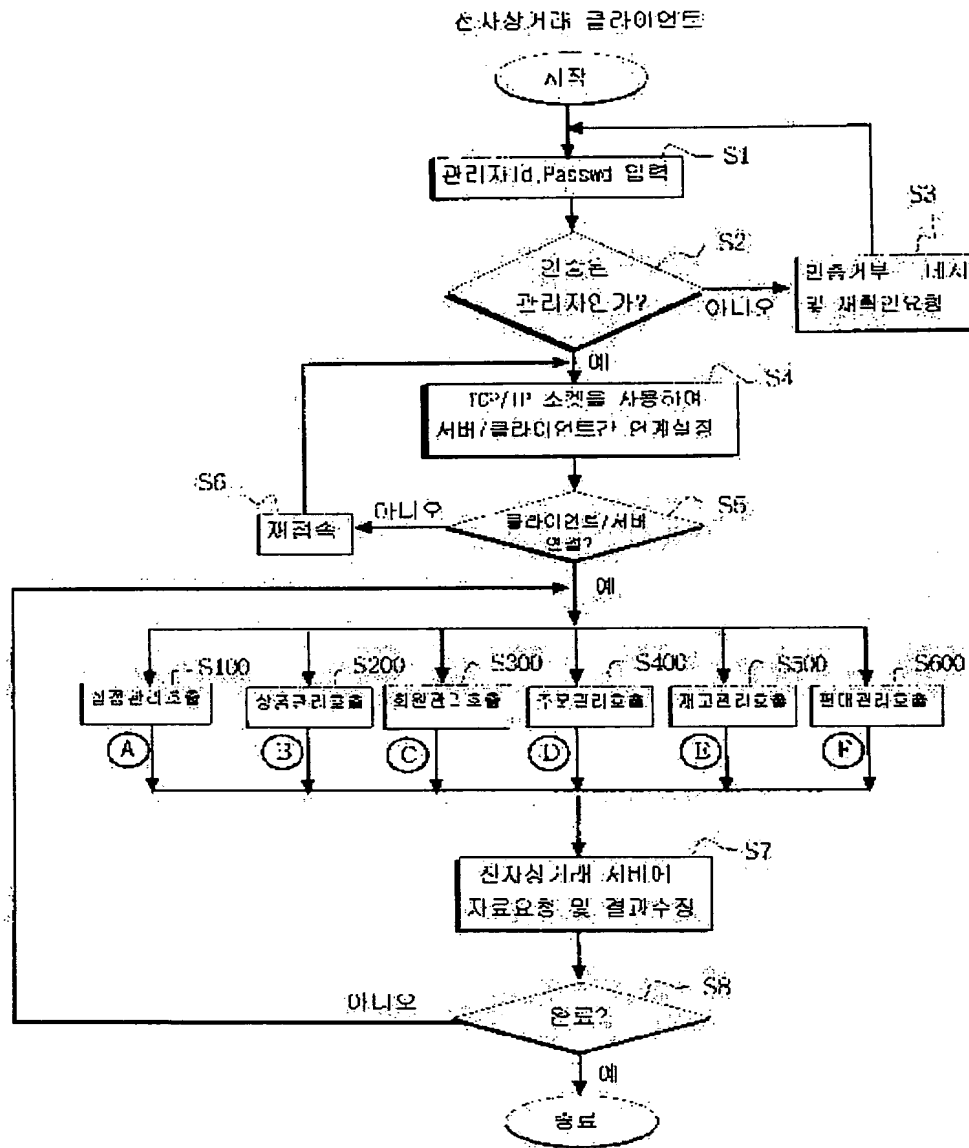 전자상거래 클라이언트
시작
S1
관리자Id,Passwd 입력
S3
S2
인증된
관리자인가?
아니오
인증거부
및 재확인요청
예
S4
TCP/IP 소켓을 사용하여
서버/클라이언트간 연계설정
S6
아니오
S5
재접속
클라이언트/서버
연결?
예
S100
S200
S300
S400
S500
S600
상품관리호출
회원관리호출
주문관리호출
재고관리호출
판매관리호출
A
B
C
D
E
F
S7
전자상거래 서버에
자료요청 및 결과수정
S8
아니오
완료?
예
종료